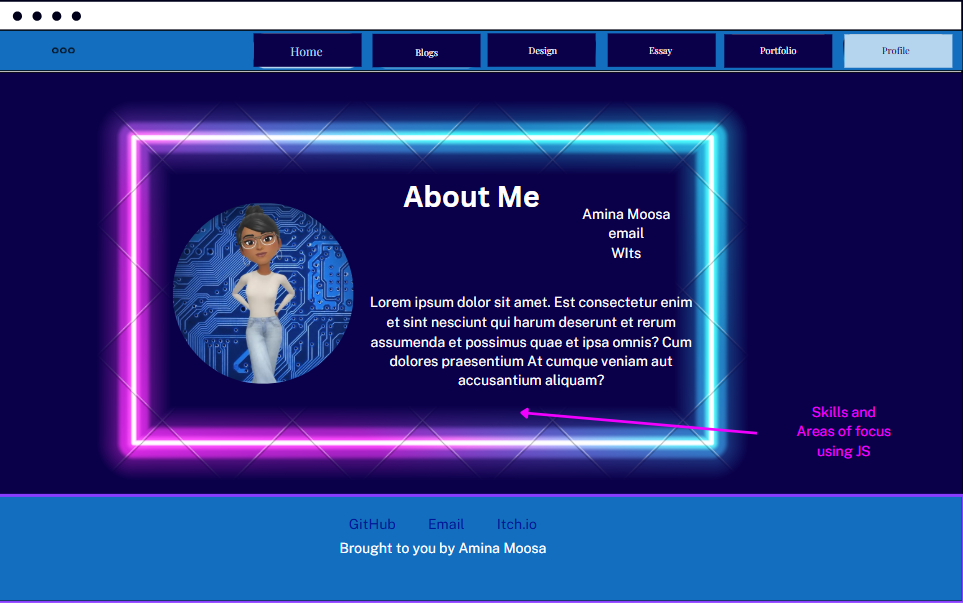 Home
Blogs
Design
Essay
Portfolio
Profile
About Me
Amina Moosa
email
WIts
Lorem ipsum dolor sit amet. Est consectetur enim
et sint nesciunt qui harum deserunt et rerum
assumenda et possimus quae et ipsa omnis? Cum
dolores praesentium At cumque veniam aut
accusantium aliquam?
Skills and
Areas of focus
using JS
GitHub Email Itch.io
Brought to you by Amina Moosa